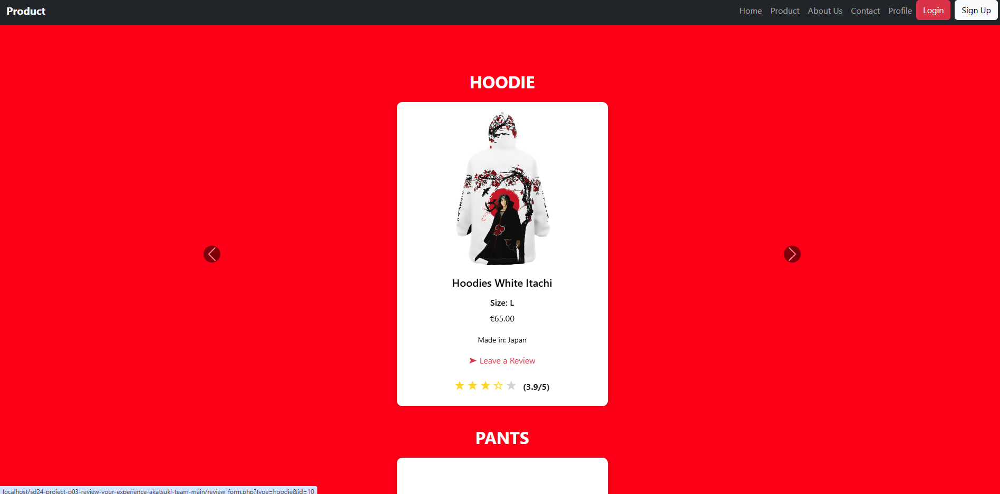 Product
Home Product About Us Contact Profile Login Sign Up
HOODIE
Hoodies White Itachi
Size: L
€65.00
Made in: Japan
➤ Leave a Review
★ ★ ★ ☆ ★ (3.9/5)
PANTS
localhost/sd24-project-p03-review-your-experience-akatsuki-team-main/review_form.php?type=hoodie&id=10